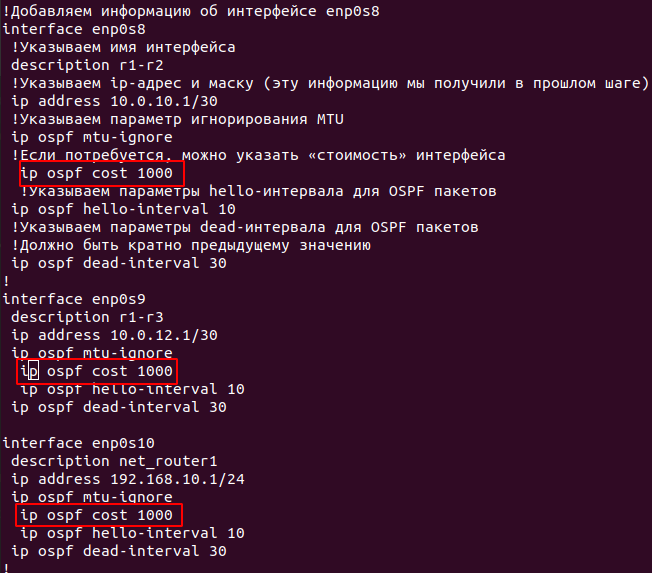 !Добавляем информацию об интерфейсе enp0s8
interface enp0s8
!Указываем имя интерфейса
description r1-r2
!Указываем ip-адрес и маску (эту информацию мы получили в прошлом шаге)
ip address 10.0.10.1/30
!Указываем параметр игнорирования MTU
ip ospf mtu-ignore
!Если потребуется, можно указать «стоимость» интерфейса
ip ospf cost 1000
!Указываем параметры hello-интервала для OSPF пакетов
ip ospf hello-interval 10
!Указываем параметры dead-интервала для OSPF пакетов
!Должно быть кратно предыдущему значению
ip ospf dead-interval 30
!
interface enp0s9
description r1-r3
ip address 10.0.12.1/30
ip ospf mtu-ignore
ip ospf cost 1000
ip ospf hello-interval 10
ip ospf dead-interval 30
interface enp0s10
description net_router1
ip address 192.168.10.1/24
ip ospf mtu-ignore
ip ospf cost 1000
ip ospf hello-interval 10
ip ospf dead-interval 30
!